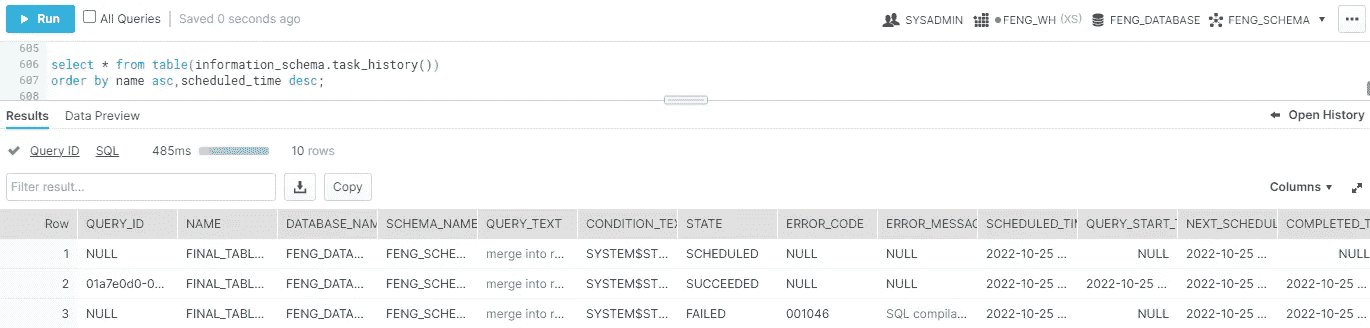 Run All Queries Saved 0 seconds ago SYSADMIN FENG_WH (XS) FENG_DATABASE FENG_SCHEMA
605
606 select * from table(information_schema.task_history())
607 order by name asc,scheduled_time desc;
608
Results Data Preview Open History
Query ID SQL 485ms 10 rows
Filter result... Copy Columns
Row QUERY_ID NAME DATABASE_NAM SCHEMA_NAME QUERY_TEXT CONDITION_TEX STATE ERROR_CODE ERROR_MESSAG SCHEDULED_TIM QUERY_START_T NEXT_SCHEDUL COMPLETED_T
1 NULL FINAL_TABL... FENG_DATA... FENG_SCHE... merge into r... SYSTEM$ST... SCHEDULED NULL NULL 2022-10-25 ... NULL 2022-10-25 ... NULL
2 01a7e0d0-0... FINAL_TABL... FENG_DATA... FENG_SCHE... merge into r... SYSTEM$ST... SUCCEEDED NULL NULL 2022-10-25 ... 2022-10-25 ... 2022-10-25 ... 2022-10-25 ...
3 NULL FINAL_TABL... FENG_DATA... FENG_SCHE... merge into r... SYSTEM$ST... FAILED 001046 SQL compila... 2022-10-25 ... NULL 2022-10-25 ... 2022-10-25 ...